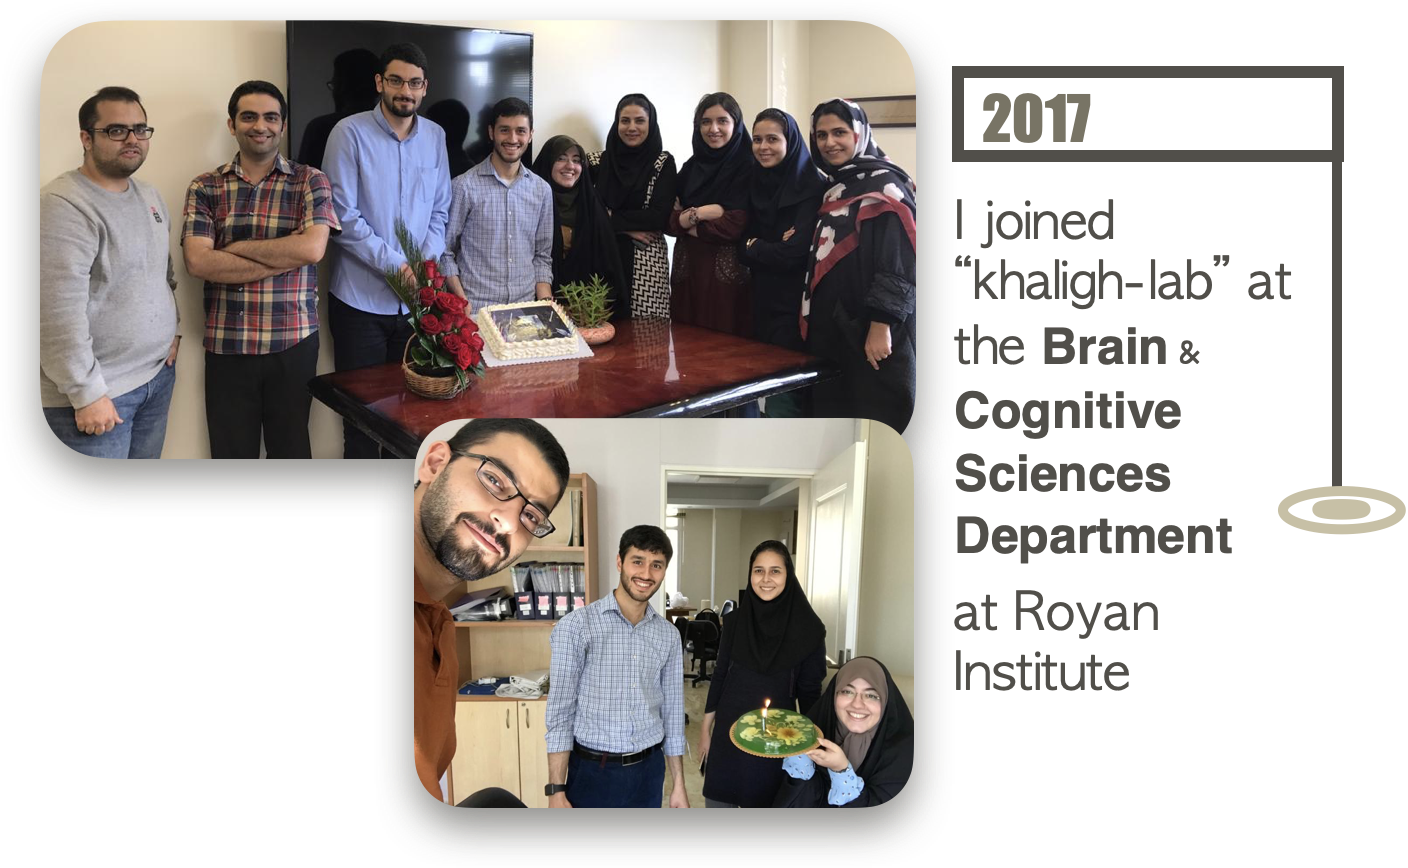 2017
I joined
“khaligh-lab” at
the Brain &
Cognitive
Sciences
Department
at Royan
Institute